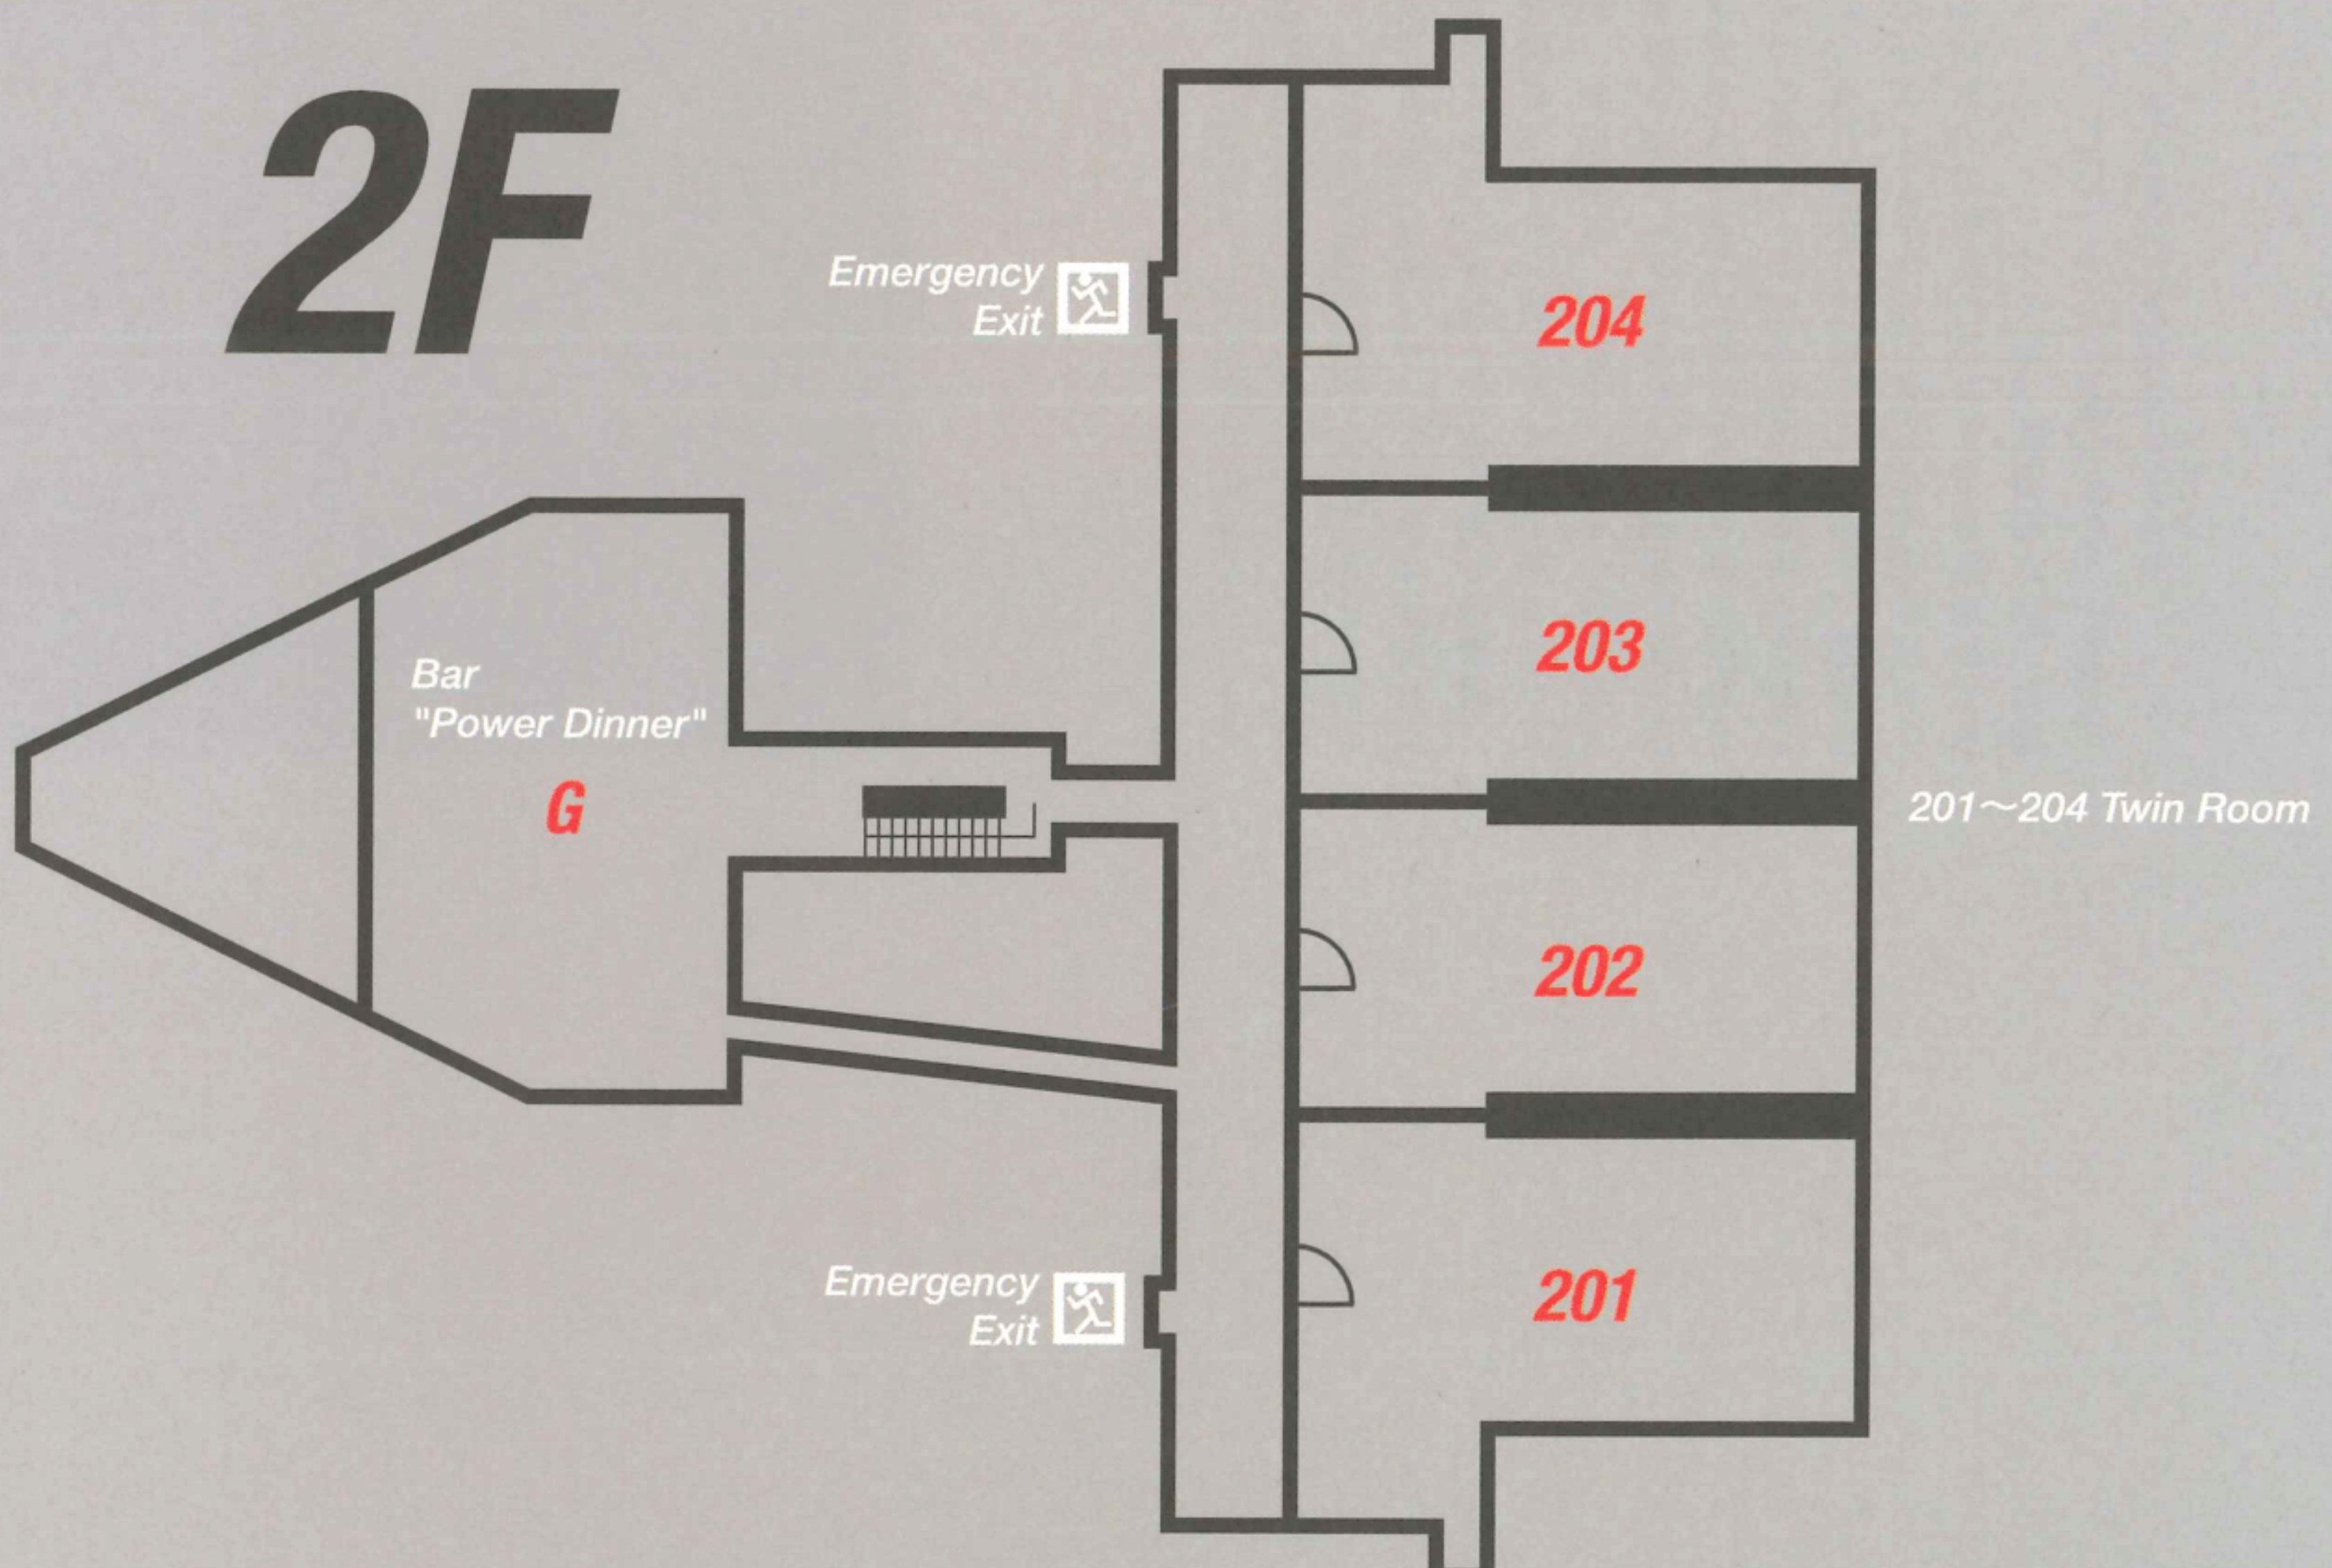 2F
Emergency
Exit
204
Bar
"Power Dinner"
G
203
201～204 Twin Room
202
Emergency
Exit
201